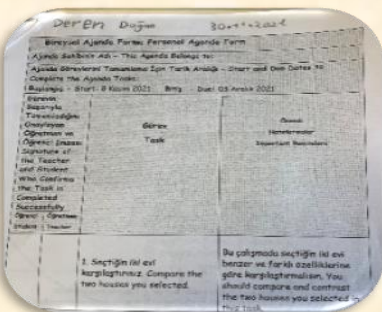 Deren Doğan 30-11-2021
Bireysel Ajanda Formu Personal Agenda Form
Ajanda Sahibinin Adı - This Agenda Belongs to:
Ajanda Görevlerini Tamamlama İçin Tarih Aralığı - Start and Due Dates to
Complete the Agenda Tasks:
Başlangıç - Start: 8 Kasım 2021 Bitiş Due: 03 Aralık 2021
Görevin
Başarıyla
Tamamlandığını
Onaylayan
Öğretmen ve
Öğrenci İmzası
Signature of
the Teacher
and Student
Who Confirms
the Task is
Completed
Successfully
Öğrenci Öğretmen
Student Teacher
Görev
Task
Önemli
Hatırlatmalar
Important Reminders
1. Seçtiğin iki evi
karşılaştırınız. Compare the
two houses you selected.
Bu çalışmada seçtiğin iki evi
benzer ve farklı özelliklerine
göre karşılaştırmalısın. You
should compare and contrast
the two houses you selected in
this task.